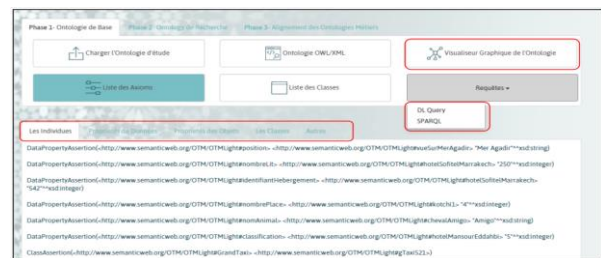 Phase 1- Ontologie de Base
Phase 2- Ontologie de Recherche
Phase 3- Alignement des Ontologies Métiers
Charger l'Ontologie d'étude
Ontologie OWL/XML
Visualiseur Graphique de l'Ontologie
Liste des Axioms
Liste des Classes
Requêtes
DL Query
SPARQL
Les Individues
Propriétés des Objets
Les Classes
Autres
DataPropertyAssertion(<http://www.semanticweb.org/OTM/OTMLight#position> <http://www.semanticweb.org/OTM/OTMLight#vueSurMerAgadir> "Mer Agadir"^^xsd:string)
DataPropertyAssertion(<http://www.semanticweb.org/OTM/OTMLight#nombreLit> <http://www.semanticweb.org/OTM/OTMLight#hotelSofitelMarrakech> "250"^^xsd:integer)
DataPropertyAssertion(<http://www.semanticweb.org/OTM/OTMLight#identifiantHebergement> <http://www.semanticweb.org/OTM/OTMLight#hotelSofitelMarrakech>
"542"^^xsd:integer)
DataPropertyAssertion(<http://www.semanticweb.org/OTM/OTMLight#nombrePlace> <http://www.semanticweb.org/OTM/OTMLight#kotchi1> "4"^^xsd:integer)
DataPropertyAssertion(<http://www.semanticweb.org/OTM/OTMLight#nomAnimal> <http://www.semanticweb.org/OTM/OTMLight#chevalAmigo> "Amigo"^^xsd:string)
DataPropertyAssertion(<http://www.semanticweb.org/OTM/OTMLight#classification> <http://www.semanticweb.org/OTM/OTMLight#hotelMansourEddahbi> "5"^^xsd:integer)
ClassAssertion(<http://www.semanticweb.org/OTM/OTMLight#GrandTaxi> <http://www.semanticweb.org/OTM/OTMLight#gTaxi521>)